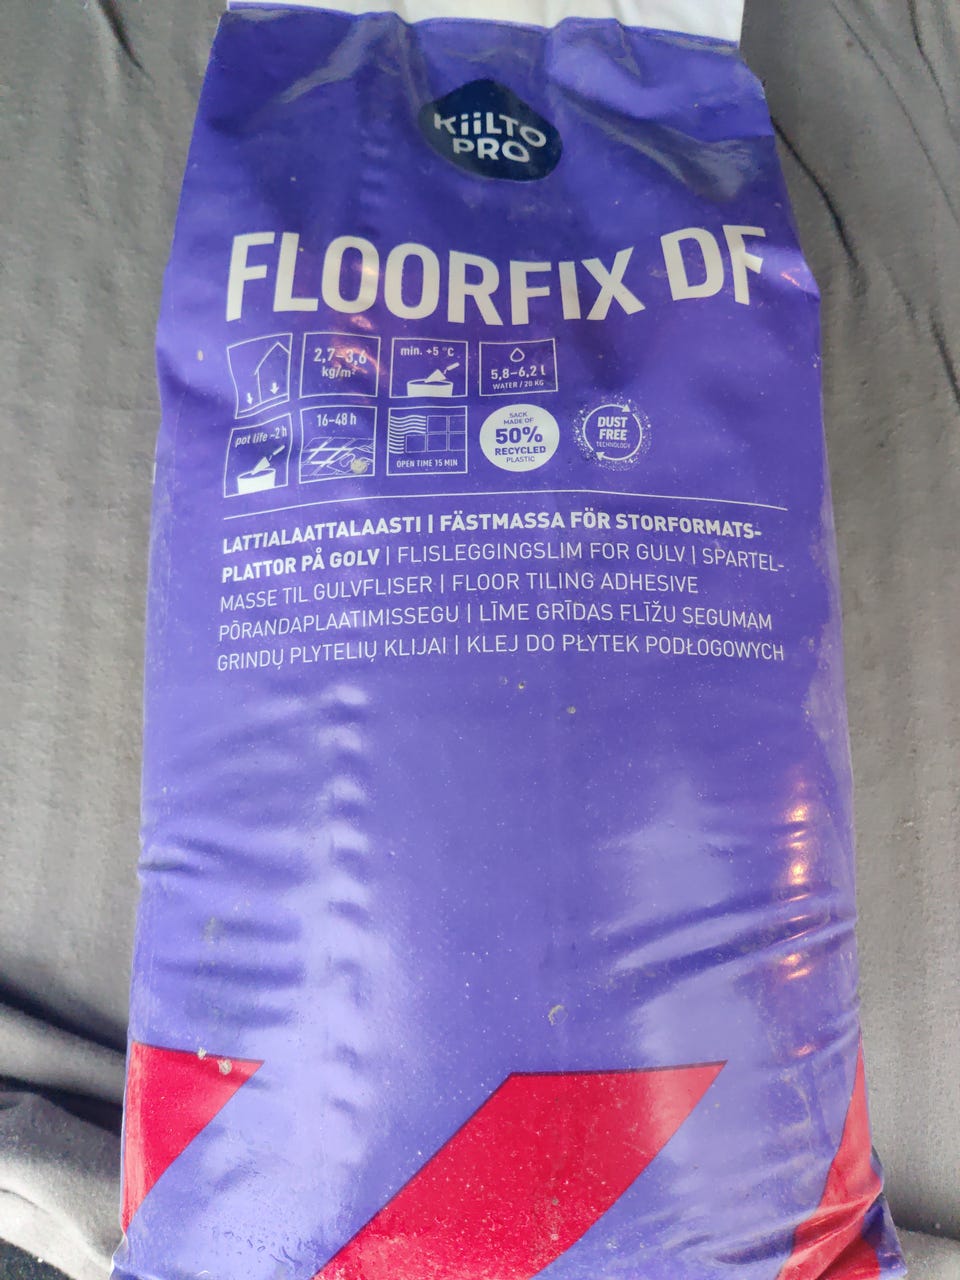 KiiLTO
PRO
FLOORFIX DF
2,7–3,6
kg/m²
min. +5 °C
5,8–6,2 l
WATER / 20 KG
pot life ~2 h
16–48 h
OPEN TIME 15 MIN
SACK
MADE OF
50%
RECYCLED
PLASTIC
DUST
FREE
TECHNOLOGY
LATTIALAATTALAASTI | FÄSTMASSA FÖR STORFORMATS-
PLATTOR PÅ GOLV | FLISLEGGINGSLIM FOR GULV | SPARTEL-
MASSE TIL GULVFLISER | FLOOR TILING ADHESIVE
PÕRANDAPLAATIMISSEGU | LĪME GRĪDAS FLĪŽU SEGUMAM
GRINDŲ PLYTELIŲ KLIJAI | KLEJ DO PŁYTEK PODŁOGOWYCH